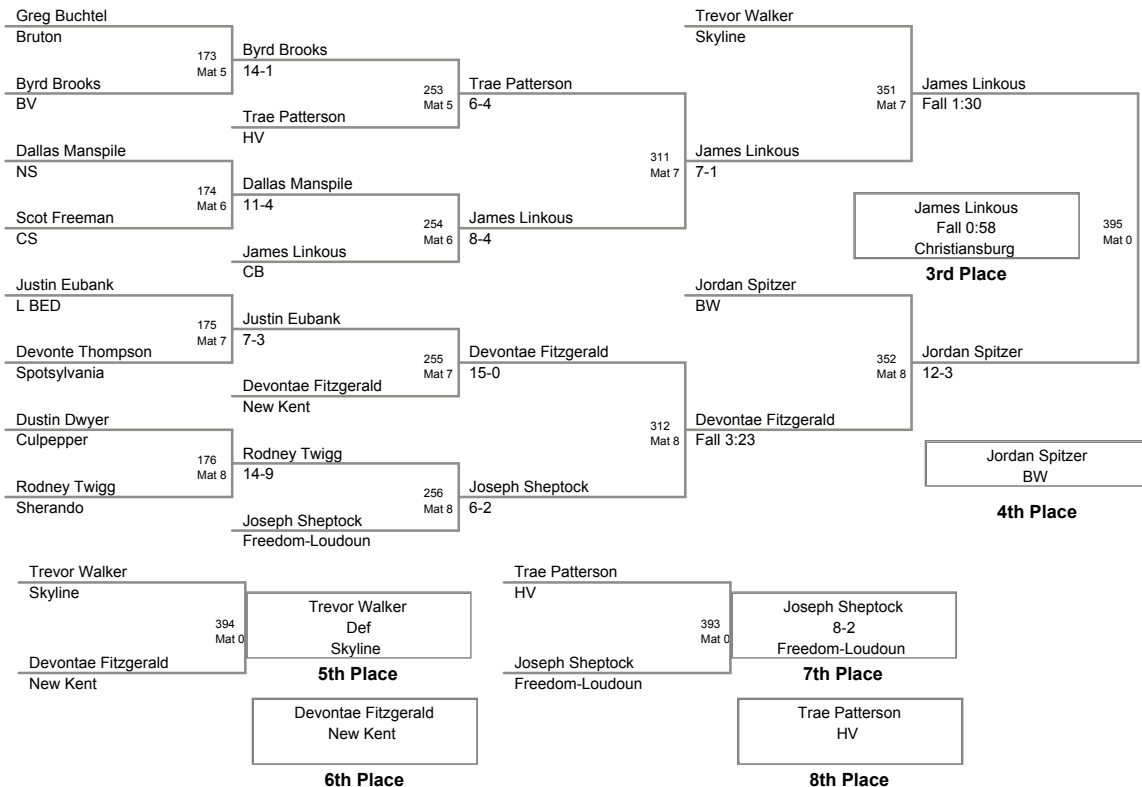 Greg Buchtel
Bruton
173
Mat 5
Byrd Brooks
BV
Byrd Brooks
14-1
253
Mat 5
Trae Patterson
HV
Trae Patterson
6-4
Dallas Manspile
NS
174
Mat 6
Scot Freeman
CS
Dallas Manspile
11-4
254
Mat 6
James Linkous
CB
James Linkous
8-4
311
Mat 7
James Linkous
7-1
Trevor Walker
Skyline
351
Mat 7
James Linkous
Fall 1:30
Justin Eubank
L BED
175
Mat 7
Devonte Thompson
Spotsylvania
Justin Eubank
7-3
255
Mat 7
Devontae Fitzgerald
New Kent
Devontae Fitzgerald
15-0
Dustin Dwyer
Culpepper
176
Mat 8
Rodney Twigg
Sherando
Rodney Twigg
14-9
256
Mat 8
Joseph Sheptock
Freedom-Loudoun
Joseph Sheptock
6-2
312
Mat 8
Devontae Fitzgerald
Fall 3:23
Jordan Spitzer
BW
352
Mat 8
Jordan Spitzer
12-3
395
Mat 0
James Linkous
Fall 0:58
Christiansburg
3rd Place
Jordan Spitzer
BW
4th Place
Trevor Walker
Skyline
394
Mat 0
Devontae Fitzgerald
New Kent
Trevor Walker
Def
Skyline
5th Place
Devontae Fitzgerald
New Kent
6th Place
Trae Patterson
HV
393
Mat 0
Joseph Sheptock
Freedom-Loudoun
Joseph Sheptock
8-2
Freedom-Loudoun
7th Place
Trae Patterson
HV
8th Place